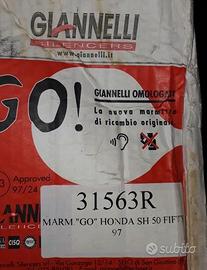 GIANNELLI
SILENCERS
www.giannelli.it
GO!
GIANNELLI OMOLOGATE
La nuova marmitta
di ricambio originale
Approved
97/24
31563R
MARM "GO" HONDA SH 50 FIFTY
97
subito